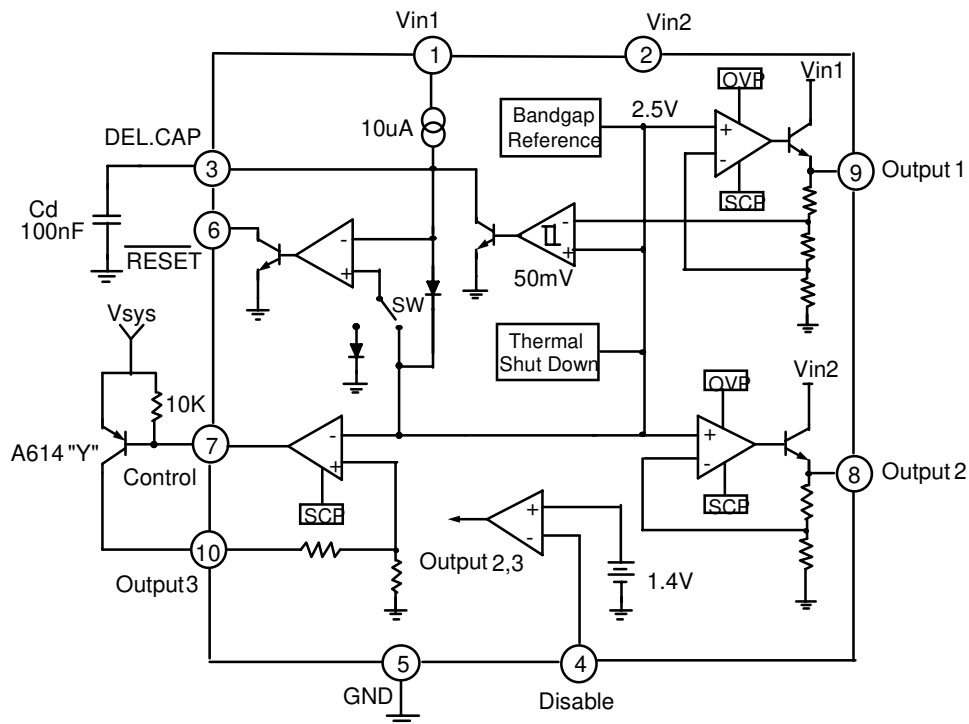 Vin1
Vin2
1
2
OVP
Vin1
10uA
Bandgap
Reference
2.5V
DEL.CAP
3
+
-
9
Output 1
SCP
Cd
100nF
6
RESET
-
+
-
+
50mV
SW
Vsys
Thermal
Shut Down
OVP
Vin2
10K
A614 "Y"
7
Control
-
+
+
-
8
Output 2
SCP
SCP
+
-
Output 2,3
1.4V
10
Output 3
5
4
GND
Disable